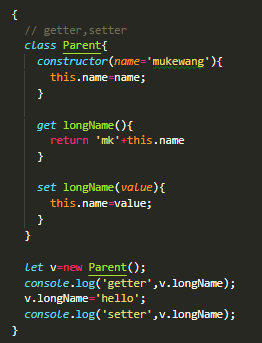 {
// getter,setter
class Parent{
constructor(name='mukewang'){
this.name=name;
}
get longName(){
return 'mk'+this.name
}
set longName(value){
this.name=value;
}
}
let v=new Parent();
console.log('getter',v.longName);
v.longName='hello';
console.log('setter',v.longName);
}